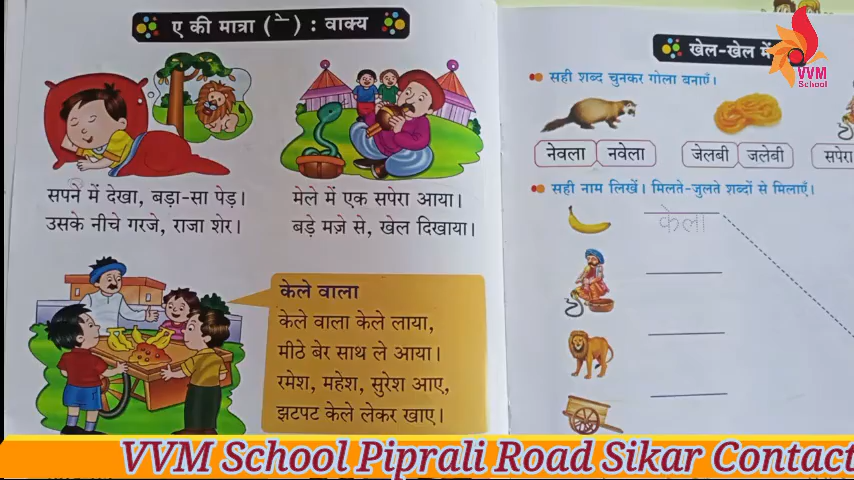 ए की मात्रा ( े ) : वाक्य
सपने में देखा, बड़ा-सा पेड़।
उसके नीचे गरजे, राजा शेर।
मेले में एक सपेरा आया।
बड़े मज़े से, खेल दिखाया।
केले वाला
केले वाला केले लाया,
मीठे बेर साथ ले आया।
रमेश, महेश, सुरेश आए,
झटपट केले लेकर खाए।
खेल-खेल में
सही शब्द चुनकर गोला बनाएँ।
नेवला नवेला जेलबी जलेबी सपेरा
सही नाम लिखें। मिलते-जुलते शब्दों से मिलाएँ।
केला
VVM
School
VVM School Piprali Road Sikar Contact